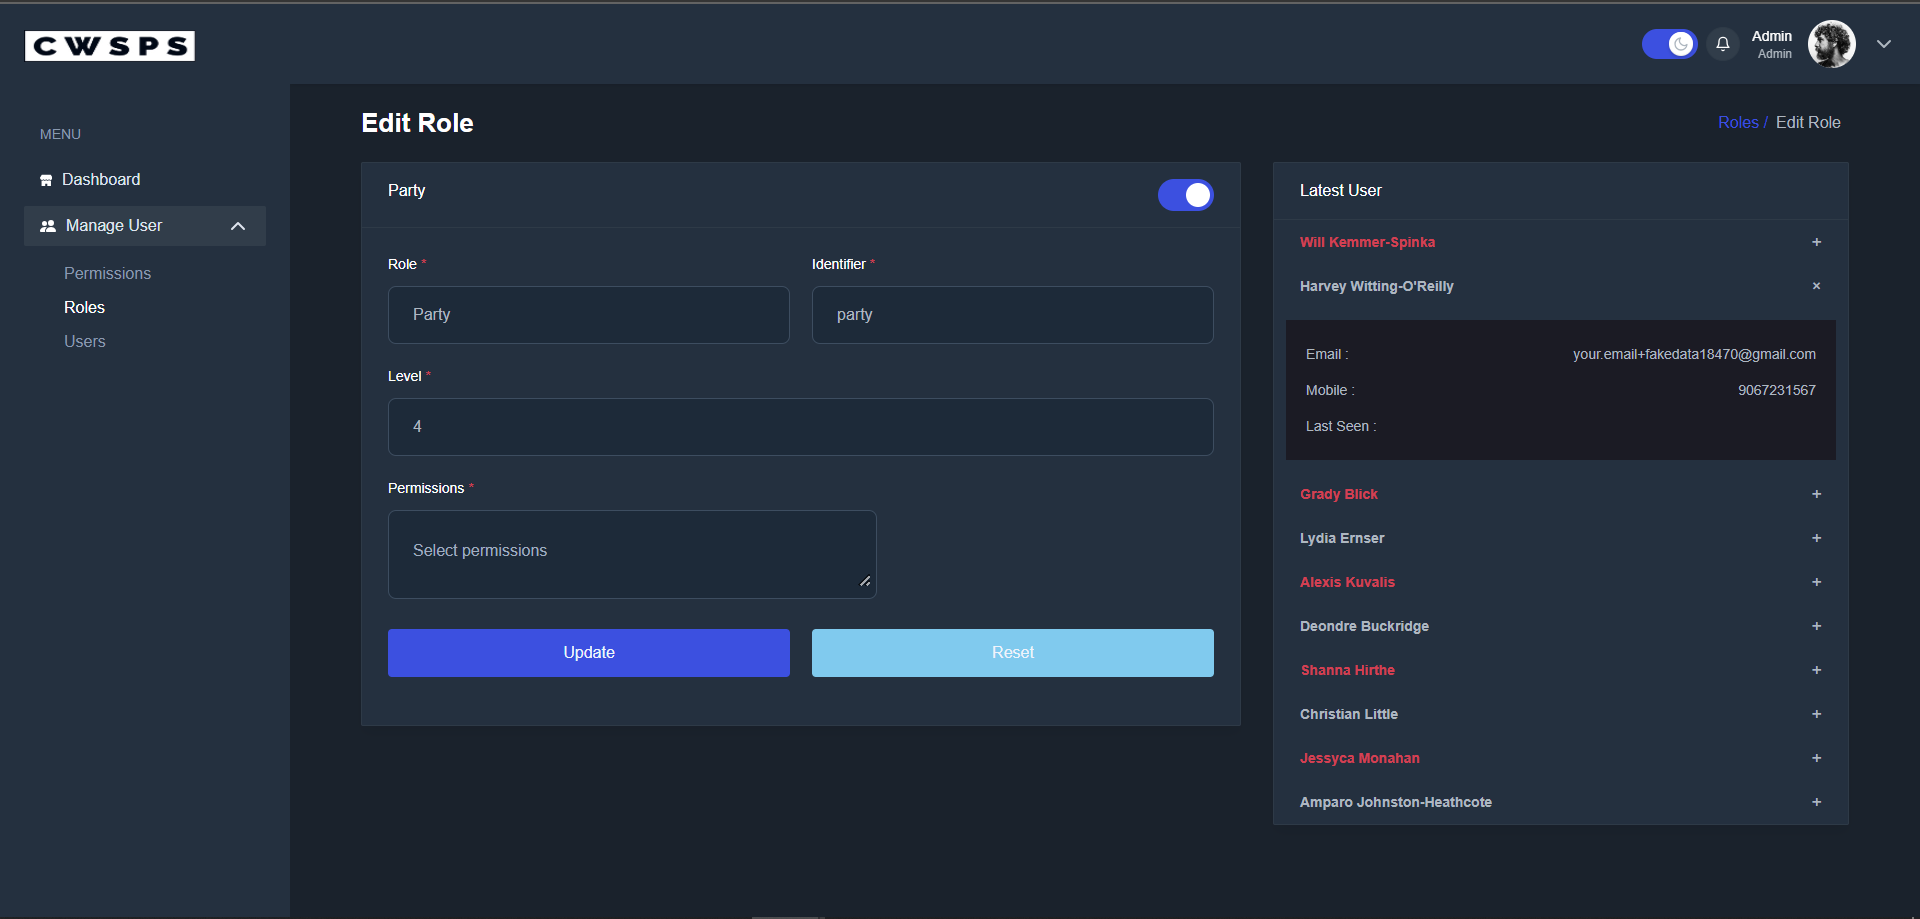 CWSPS
Admin
Admin
MENU
Dashboard
Manage User
Permissions
Roles
Users
Edit Role
Roles / Edit Role
Party
Role *
Identifier *
Party
party
Level *
4
Permissions *
Select permissions
Update
Reset
Latest User
Will Kemmer-Spinka +
Harvey Witting-O'Reilly ×
Email : your.email+fakedata18470@gmail.com
Mobile : 9067231567
Last Seen :
Grady Blick +
Lydia Ernser +
Alexis Kuvalis +
Deondre Buckridge +
Shanna Hirthe +
Christian Little +
Jessyca Monahan +
Amparo Johnston-Heathcote +